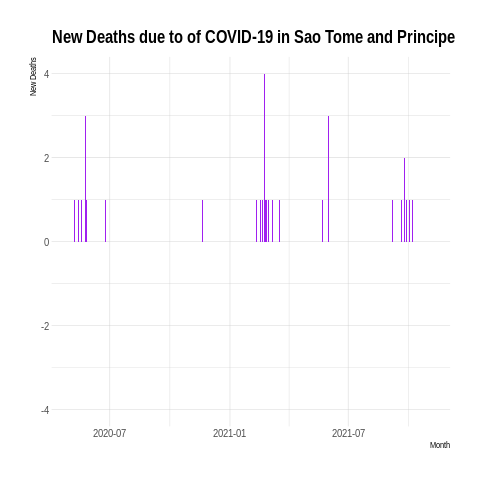 New Deaths due to of COVID-19 in Sao Tome and Principe
New Deaths
4
2
0
-2
-4
2020-07 2021-01 2021-07
Month